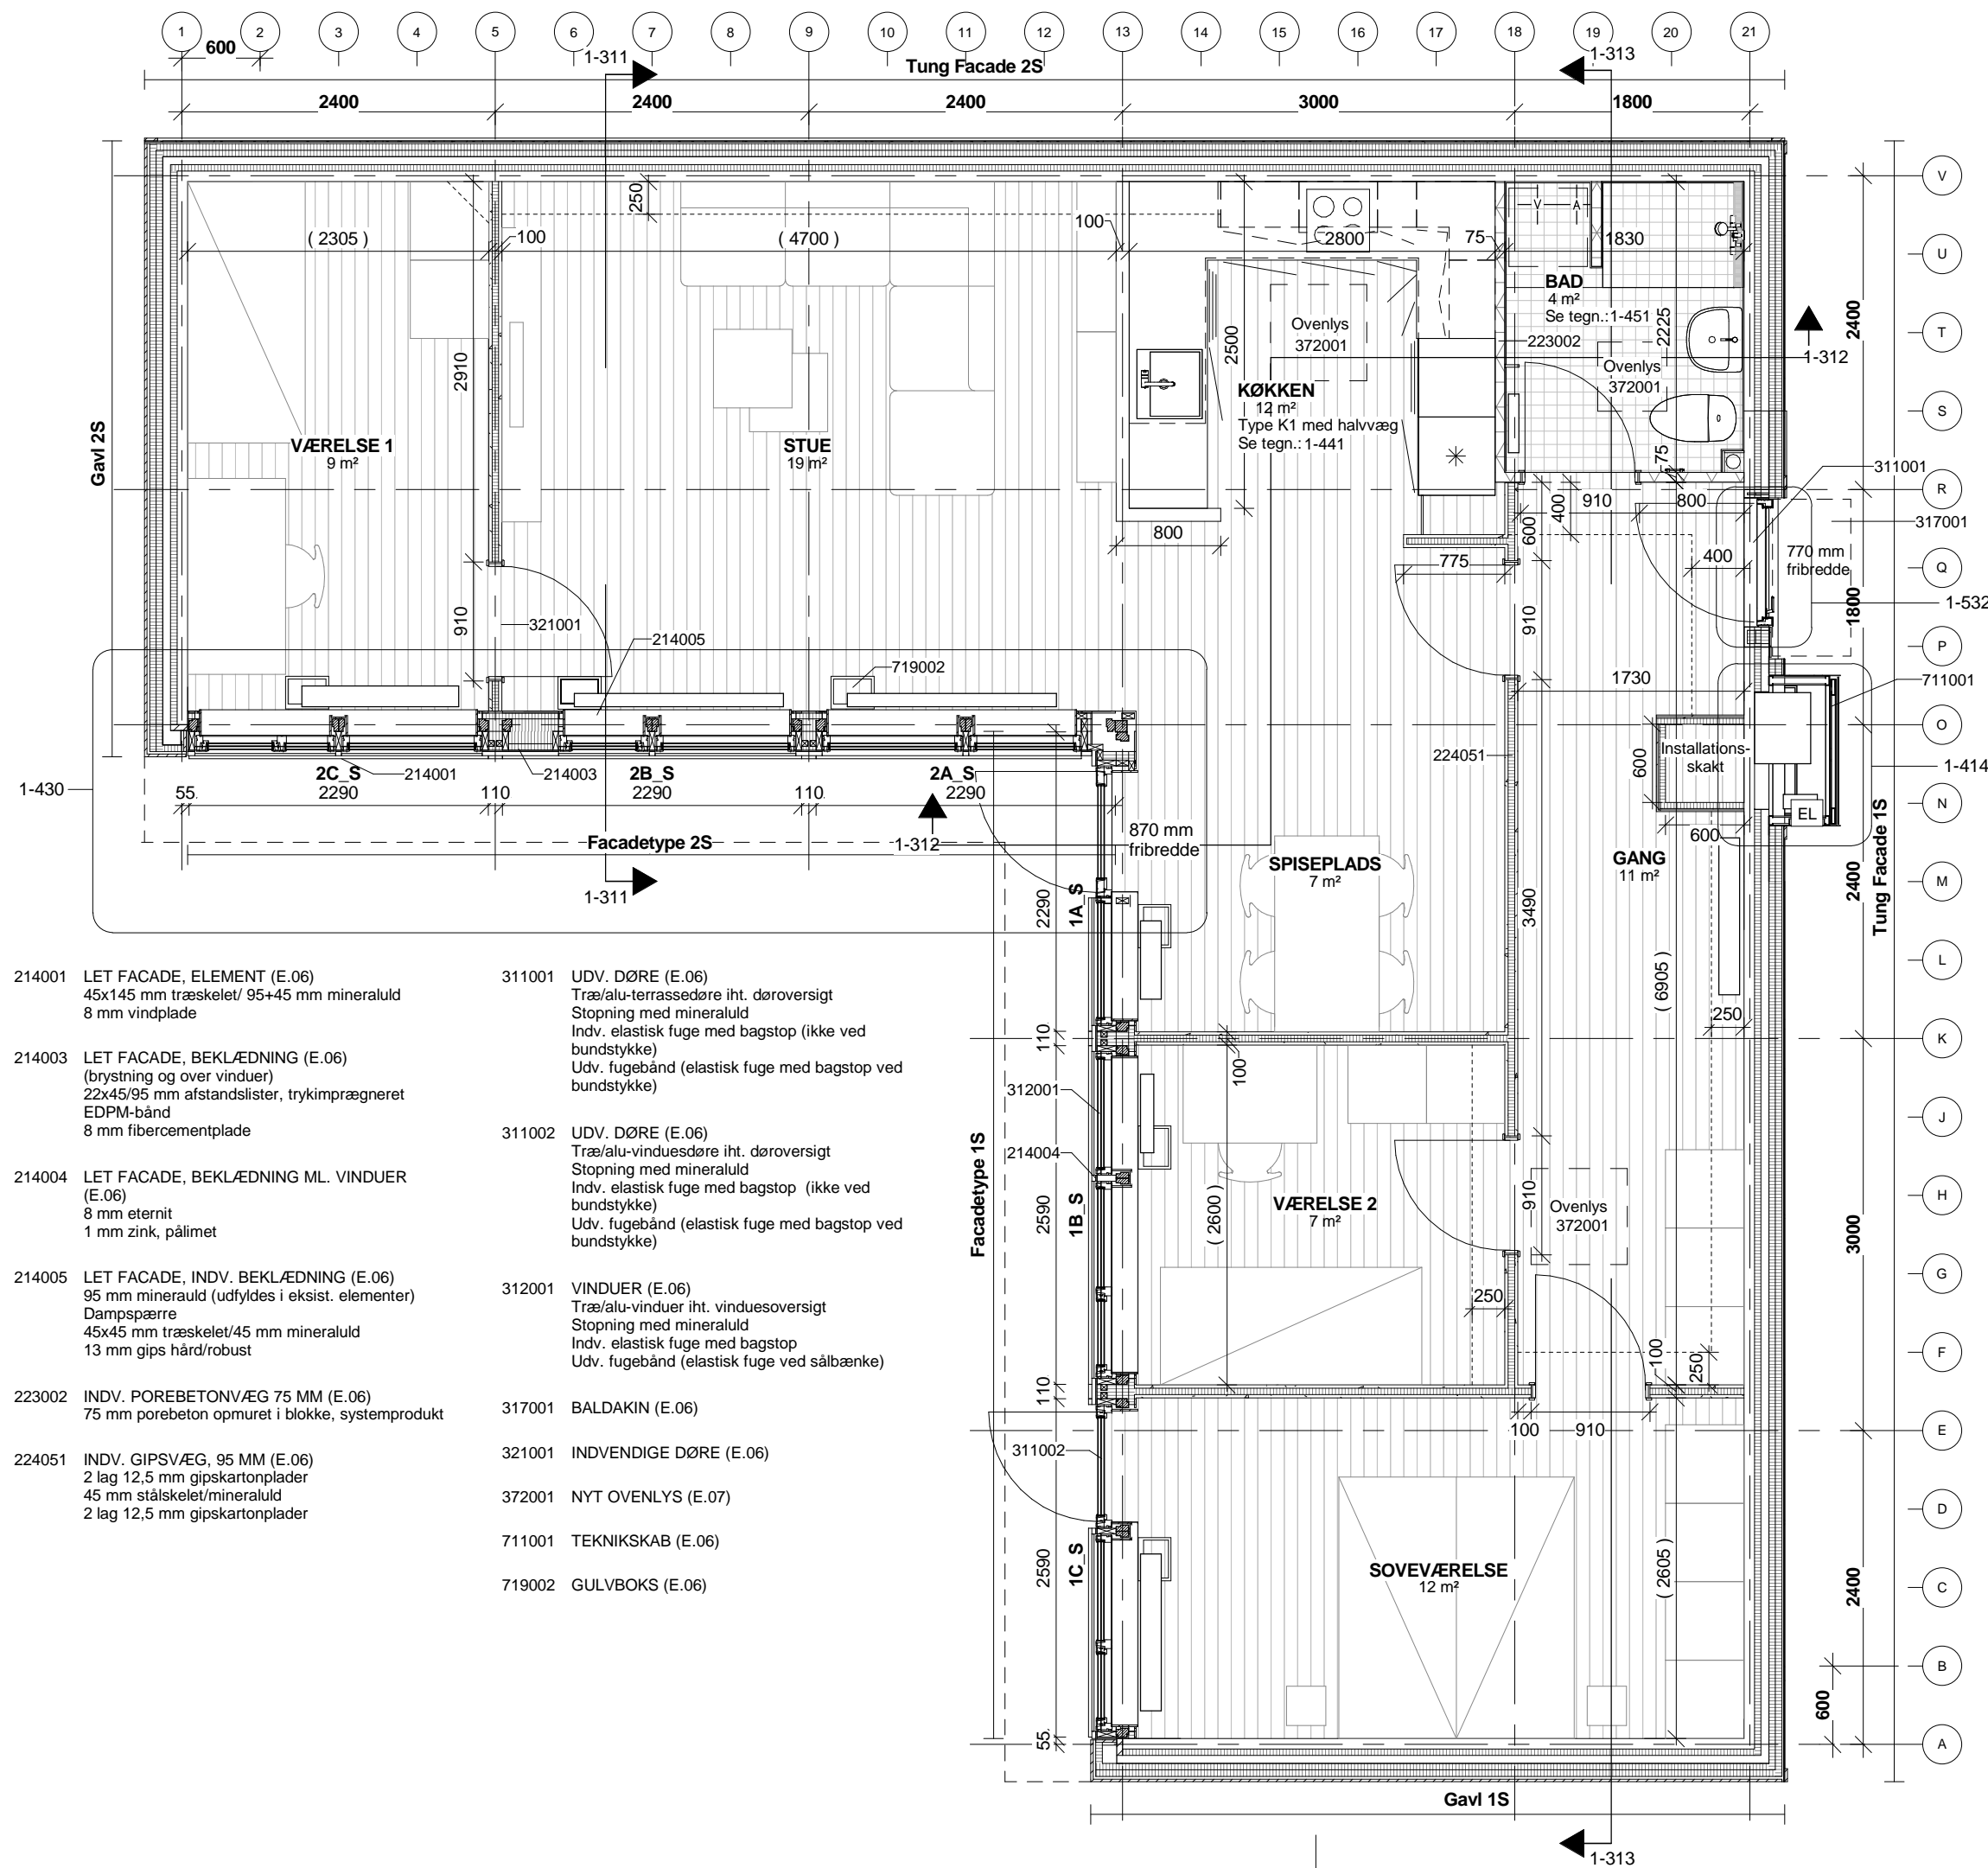 1 2 3 4 5 6 7 8 9 10 11 12 13 14 15 16 17 18 19 20 21
600
1-311
Tung Facade 2S
1-313
2400 2400 2400 3000 1800
Gavl 2S
250
( 2305 )
100
( 4700 )
100
2800
75
1830
V A
BAD
4 m²
Se tegn.:1-451
2225
Ovenlys
372001
223002
Ovenlys
372001
1-312
2910
2500
KØKKEN
12 m²
Type K1 med halvvæg
Se tegn.:1-441
VÆRELSE 1
9 m²
STUE
19 m²
75
311001
317001
400
910
800
600
800
775
400
770 mm
fribredde
1-532
1800
910
321001
214005
719002
910
1730
711001
Installations-
skakt
600
224051
1-414
EL
600
1-430
2C_S
214001
214003
2B_S
2A_S
55
2290
110
2290
110
2290
Facadetype 2S
1-312
870 mm
fribredde
1-311
SPISEPLADS
7 m²
GANG
11 m²
2290
1A_S
3490
( 6905 )
250
2400
Tung Facade 1S
V
U
T
S
R
Q
P
O
N
M
L
K
J
H
G
F
E
D
C
B
A
2400
3000
2400
600
110
100
312001
214004
Facadetype 1S
2590
1B_S
( 2600 )
VÆRELSE 2
7 m²
910
Ovenlys
372001
250
100
250
110
100
910
311002
2590
1C_S
SOVEVÆRELSE
12 m²
( 2605 )
55
Gavl 1S
1-313
214001 LET FACADE, ELEMENT (E.06)
45x145 mm træskelet/ 95+45 mm mineraluld
8 mm vindplade
214003 LET FACADE, BEKLÆDNING (E.06)
(brystning og over vinduer)
22x45/95 mm afstandslister, trykimprægneret
EDPM-bånd
8 mm fibercementplade
214004 LET FACADE, BEKLÆDNING ML. VINDUER
(E.06)
8 mm eternit
1 mm zink, pålimet
214005 LET FACADE, INDV. BEKLÆDNING (E.06)
95 mm minerauld (udfyldes i eksist. elementer)
Dampspærre
45x45 mm træskelet/45 mm mineraluld
13 mm gips hård/robust
223002 INDV. POREBETONVÆG 75 MM (E.06)
75 mm porebeton opmuret i blokke, systemprodukt
224051 INDV. GIPSVÆG, 95 MM (E.06)
2 lag 12,5 mm gipskartonplader
45 mm stålskelet/mineraluld
2 lag 12,5 mm gipskartonplader
311001 UDV. DØRE (E.06)
Træ/alu-terrassedøre iht. døroversigt
Stopning med mineraluld
Indv. elastisk fuge med bagstop (ikke ved
bundstykke)
Udv. fugebånd (elastisk fuge med bagstop ved
bundstykke)
311002 UDV. DØRE (E.06)
Træ/alu-vinduesdøre iht. døroversigt
Stopning med mineraluld
Indv. elastisk fuge med bagstop (ikke ved
bundstykke)
Udv. fugebånd (elastisk fuge med bagstop ved
bundstykke)
312001 VINDUER (E.06)
Træ/alu-vinduer iht. vinduesoversigt
Stopning med mineraluld
Indv. elastisk fuge med bagstop
Udv. fugebånd (elastisk fuge ved sålbænke)
317001 BALDAKIN (E.06)
321001 INDVENDIGE DØRE (E.06)
372001 NYT OVENLYS (E.07)
711001 TEKNIKSKAB (E.06)
719002 GULVBOKS (E.06)